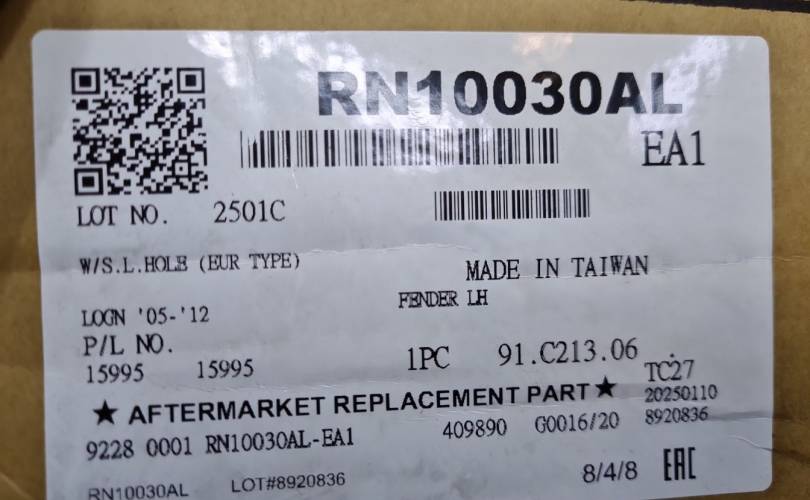 RN10030AL
EA1
LOT NO. 2501C
W/S.L.HOLE (EUR TYPE)
MADE IN TAIWAN
FENDER LH
LOGN '05-'12
P/L NO.
15995 15995
1PC 91.C213.06
TC27
20250110
8920836
★ AFTERMARKET REPLACEMENT PART ★
9228 0001 RN10030AL-EA1 409890 G0016/20
RN10030AL LOT#8920836 8/4/8 EAC